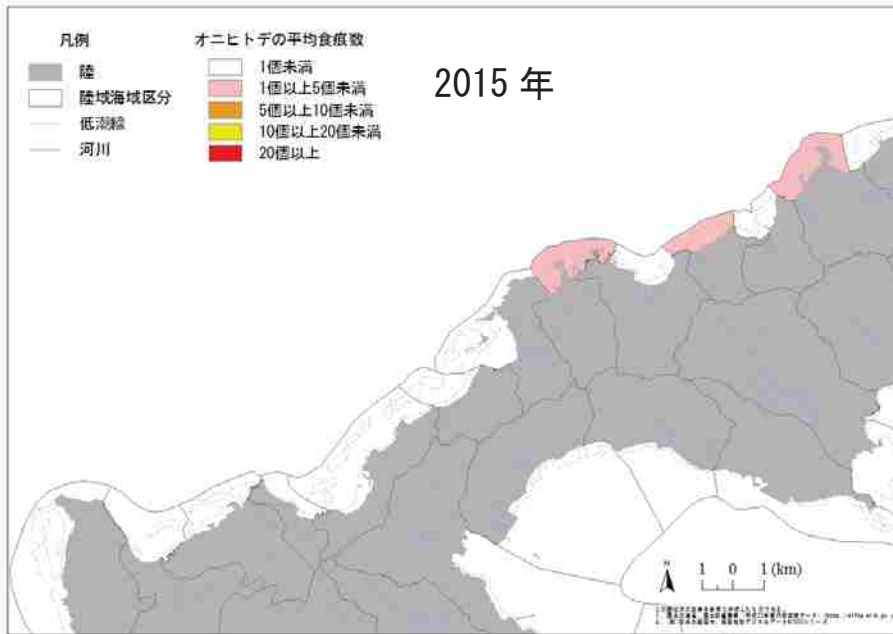 凡例
陸
陸域海域区分
低潮線
河川
オニヒトデの平均食痕数
1個未満
1個以上5個未満
5個以上10個未満
10個以上20個未満
20個以上
2015 年
N
1 0 1 (km)